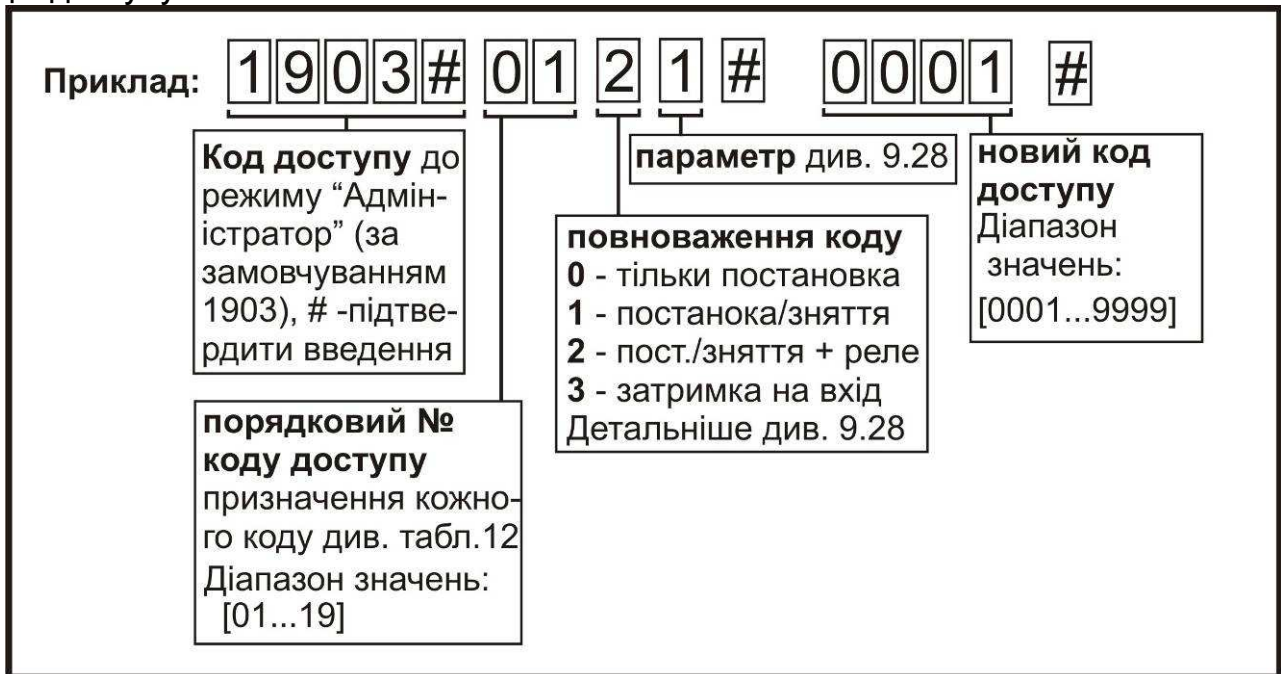 Приклад: 1903# 01 2 1 # 0001 #
Код доступу до
режиму “Адмін-
істратор” (за
замовчуванням
1903), # -підтве-
рдити введення
порядковий №
коду доступу
призначення кожно-
го коду див. табл.12
Діапазон значень:
[01...19]
повноваження коду
0 - тільки постановка
1 - постанока/зняття
2 - пост./зняття + реле
3 - затримка на вхід
Детальніше див. 9.28
параметр див. 9.28
новий код
доступу
Діапазон
значень:
[0001...9999]